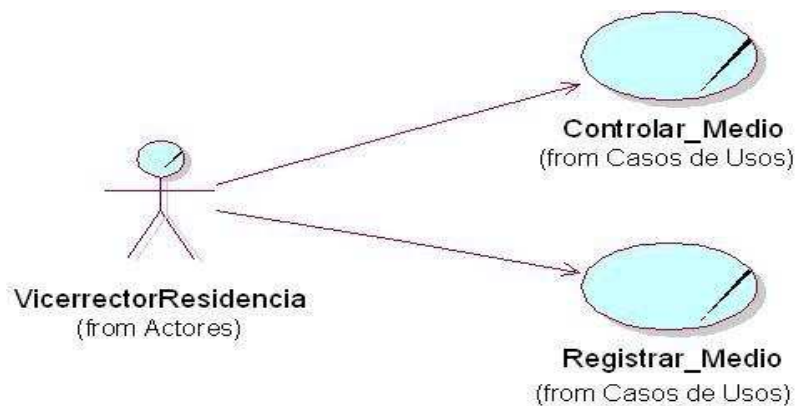 Controlar_Medio
(from Casos de Usos)
VicerrectorResidencia
(from Actores)
Registrar_Medio
(from Casos de Usos)